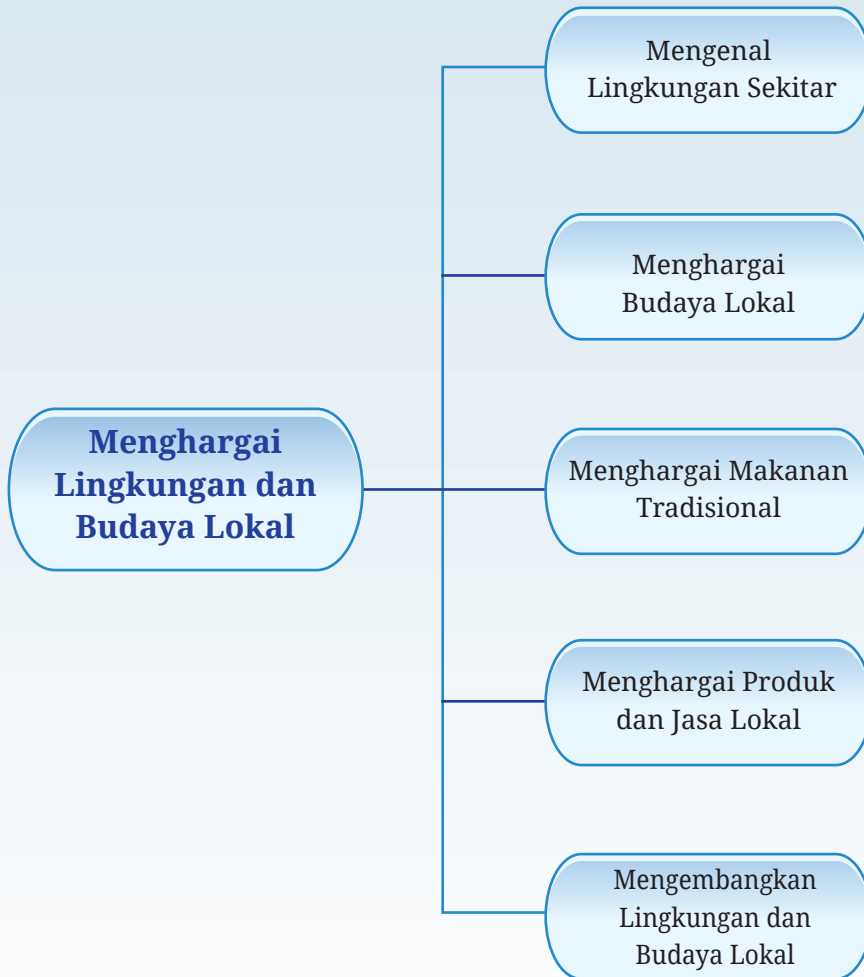 Mengenal
Lingkungan Sekitar
Menghargai
Budaya Lokal
Menghargai
Lingkungan dan
Budaya Lokal
Menghargai Makanan
Tradisional
Menghargai Produk
dan Jasa Lokal
Mengembangkan
Lingkungan dan
Budaya Lokal